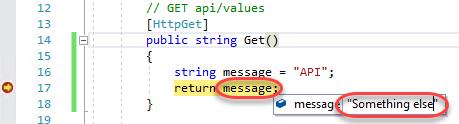 12 // GET api/values
13 [HttpGet]
14 public string Get()
15 {
16 string message = "API";
17 return message;
18 }
message "Something else"